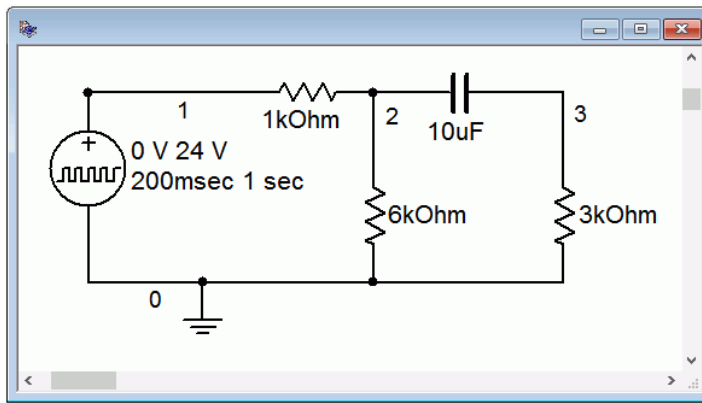 1
1kOhm
2
10uF
3
0 V 24 V
200msec 1 sec
6kOhm
3kOhm
0